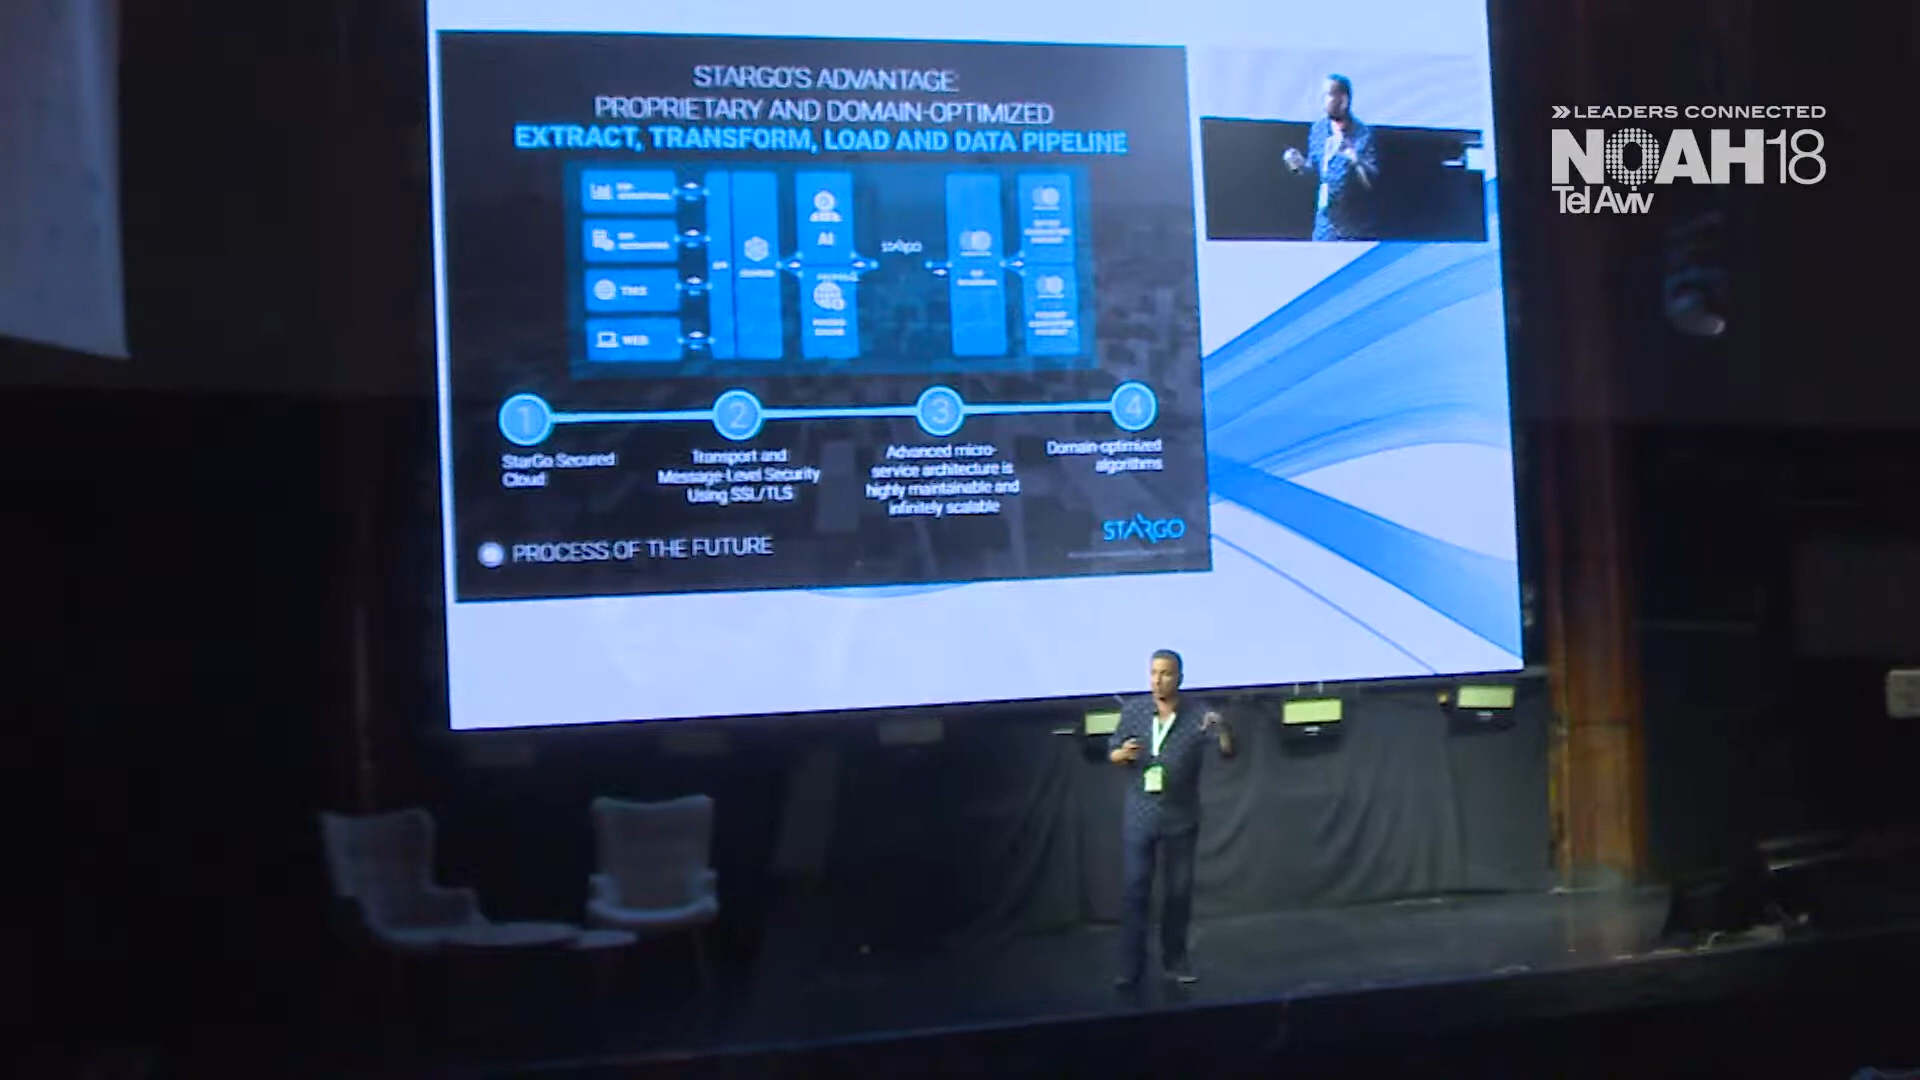 STARGO'S ADVANTAGE:
PROPRIETARY AND DOMAIN-OPTIMIZED
EXTRACT, TRANSFORM, LOAD AND DATA PIPELINE
TMS
WEB
AI
stargo
1
2
3
4
StarGo Secured
Cloud
Transport and
Message-Level Security
Using SSL/TLS
Advanced micro-
service architecture is
highly maintainable and
infinitely scalable
Domain-optimized
algorithms
PROCESS OF THE FUTURE
STARGO
LEADERS CONNECTED
NOAH18
Tel Aviv